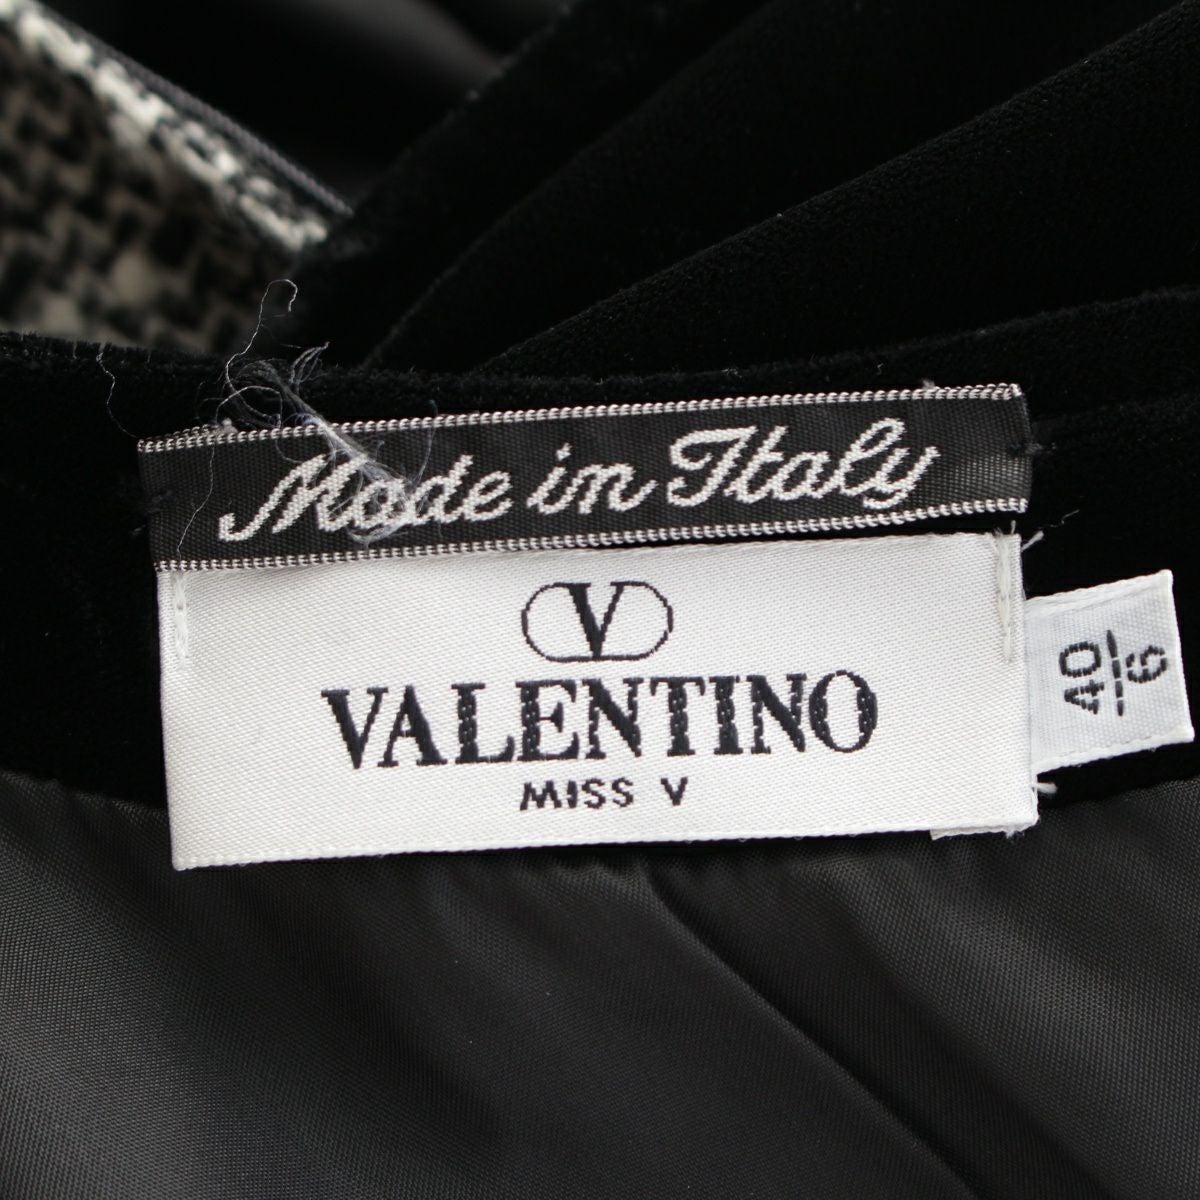 Made in Italy
V
VALENTINO
MISS V
40
6